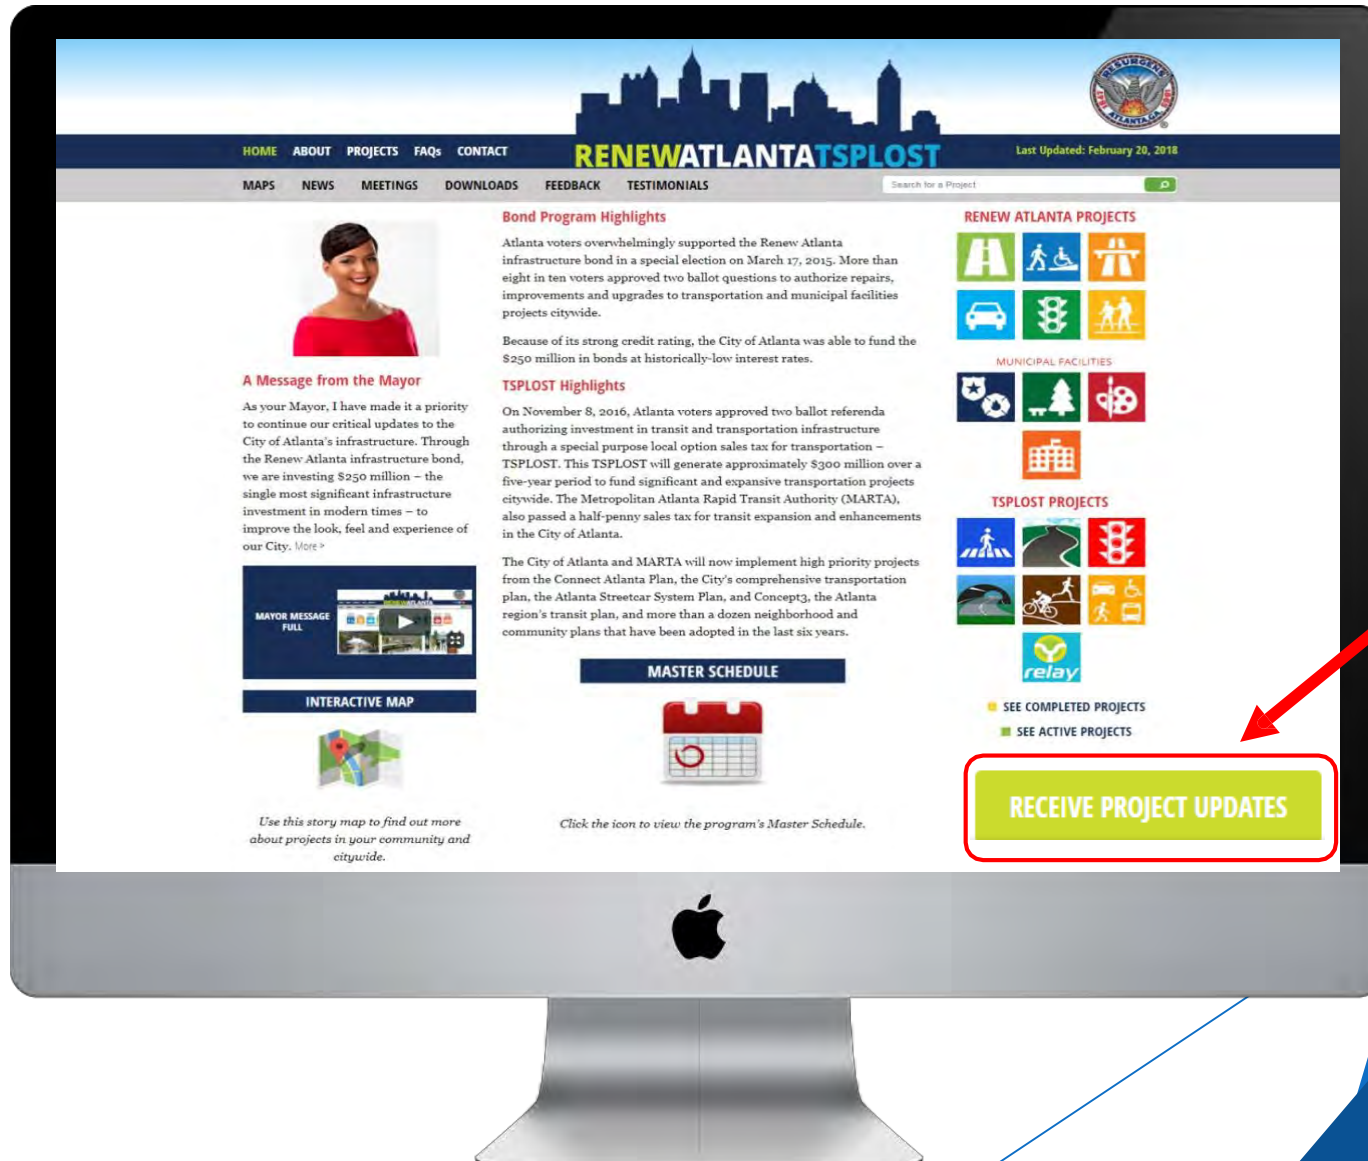 RESURGENS
ATLANTA, GA.
HOME ABOUT PROJECTS FAQs CONTACT
RENEWATLANTATSPLOST
Last Updated: February 20, 2018
MAPS NEWS MEETINGS DOWNLOADS FEEDBACK TESTIMONIALS
Search for a Project
A Message from the Mayor
As your Mayor, I have made it a priority
to continue our critical updates to the
City of Atlanta's infrastructure. Through
the Renew Atlanta infrastructure bond,
we are investing $250 million – the
single most significant infrastructure
investment in modern times – to
improve the look, feel and experience of
our City. More >
MAYOR MESSAGE
FULL
INTERACTIVE MAP
Use this story map to find out more
about projects in your community and
citywide.
Bond Program Highlights
Atlanta voters overwhelmingly supported the Renew Atlanta
infrastructure bond in a special election on March 17, 2015. More than
eight in ten voters approved two ballot questions to authorize repairs,
improvements and upgrades to transportation and municipal facilities
projects citywide.
Because of its strong credit rating, the City of Atlanta was able to fund the
$250 million in bonds at historically-low interest rates.
TSPLOST Highlights
On November 8, 2016, Atlanta voters approved two ballot referenda
authorizing investment in transit and transportation infrastructure
through a special purpose local option sales tax for transportation –
TSPLOST. This TSPLOST will generate approximately $300 million over a
five-year period to fund significant and expansive transportation projects
citywide. The Metropolitan Atlanta Rapid Transit Authority (MARTA),
also passed a half-penny sales tax for transit expansion and enhancements
in the City of Atlanta.
The City of Atlanta and MARTA will now implement high priority projects
from the Connect Atlanta Plan, the City's comprehensive transportation
plan, the Atlanta Streetcar System Plan, and Concept3, the Atlanta
region's transit plan, and more than a dozen neighborhood and
community plans that have been adopted in the last six years.
MASTER SCHEDULE
Click the icon to view the program's Master Schedule.
RENEW ATLANTA PROJECTS
MUNICIPAL FACILITIES
TSPLOST PROJECTS
relay
SEE COMPLETED PROJECTS
SEE ACTIVE PROJECTS
RECEIVE PROJECT UPDATES